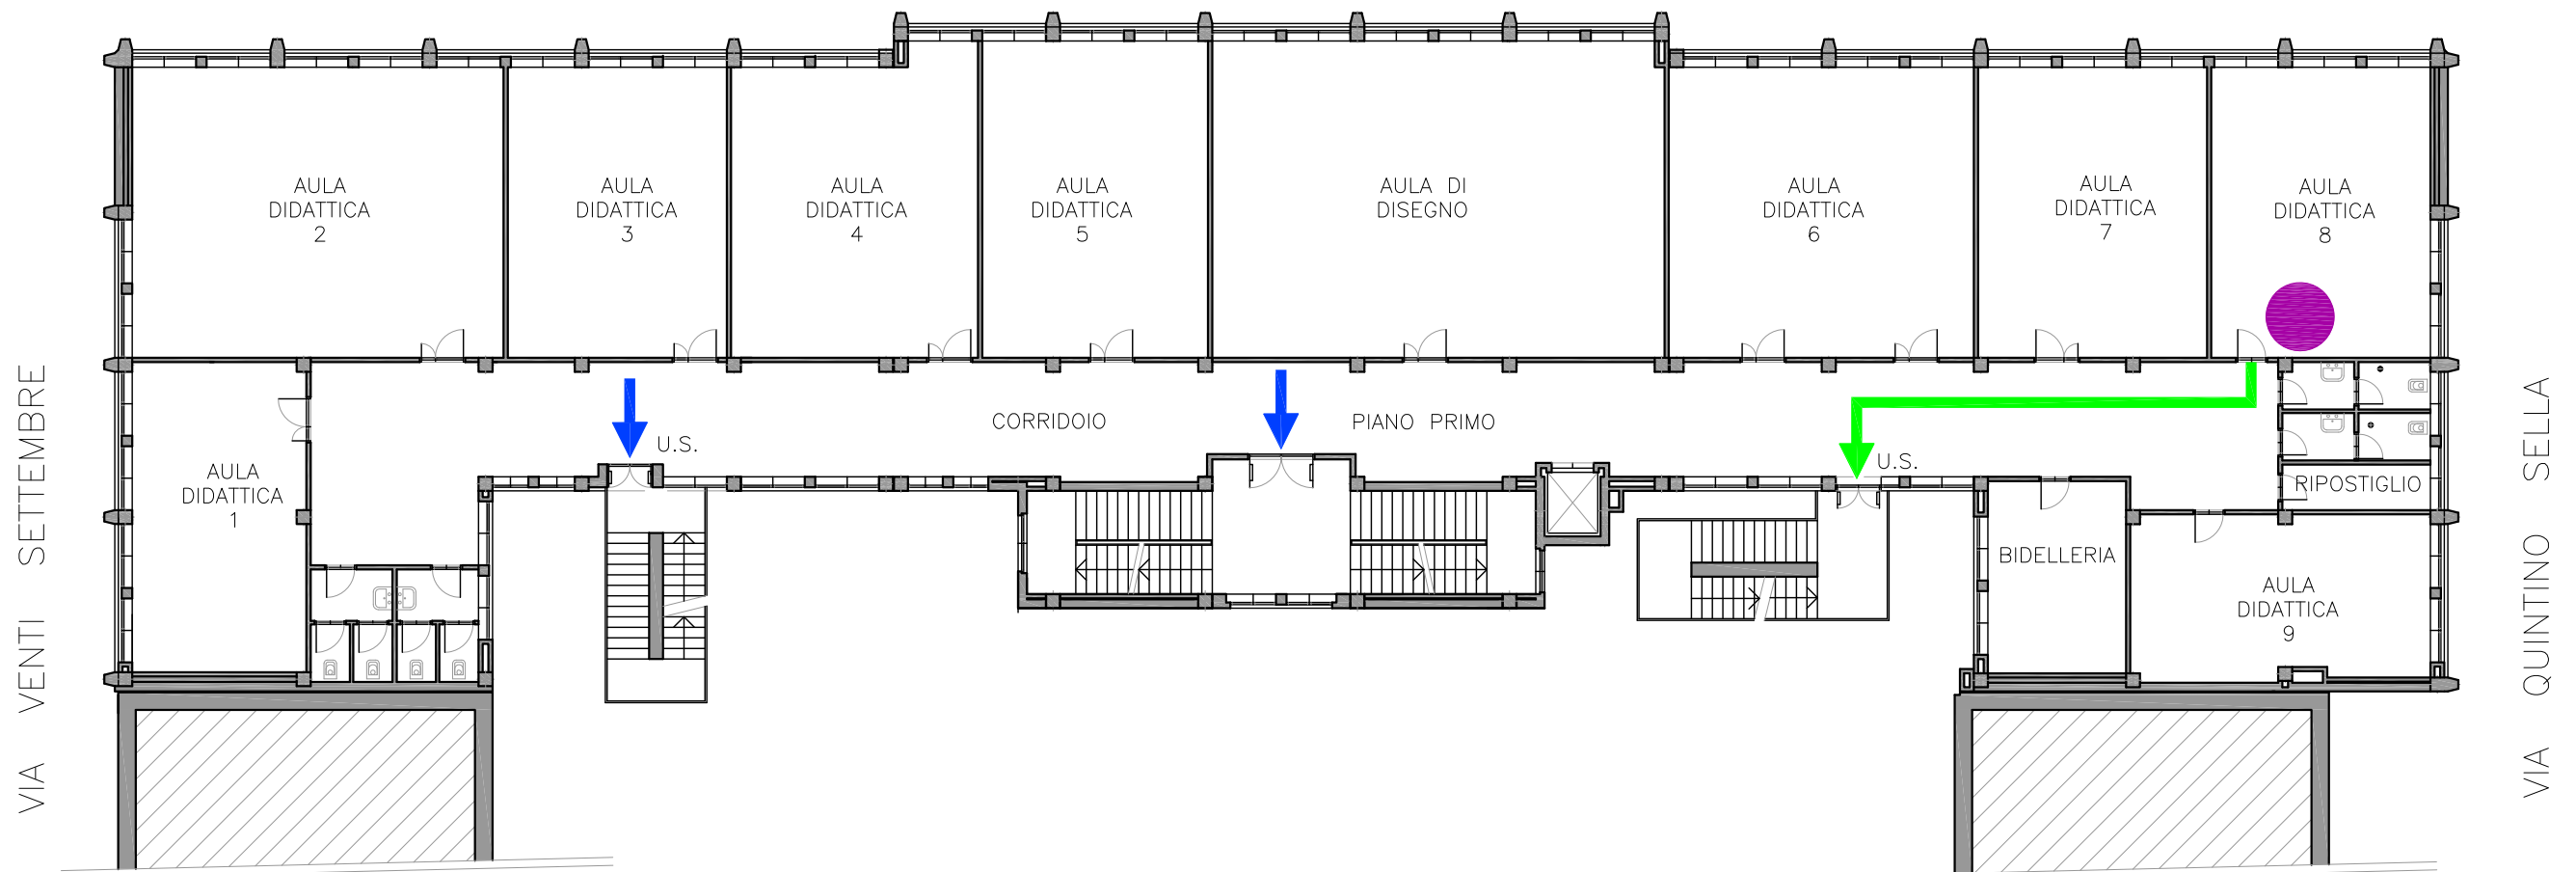 AULA
DIDATTICA
2
AULA
DIDATTICA
3
AULA
DIDATTICA
4
AULA
DIDATTICA
5
AULA DI
DISEGNO
AULA
DIDATTICA
6
AULA
DIDATTICA
7
AULA
DIDATTICA
8
CORRIDOIO
PIANO PRIMO
U.S.
U.S.
AULA
DIDATTICA
1
RIPOSTIGLIO
BIDELLERIA
AULA
DIDATTICA
9
VIA VENTI SETTEMBRE
VIA QUINTINO SELLA